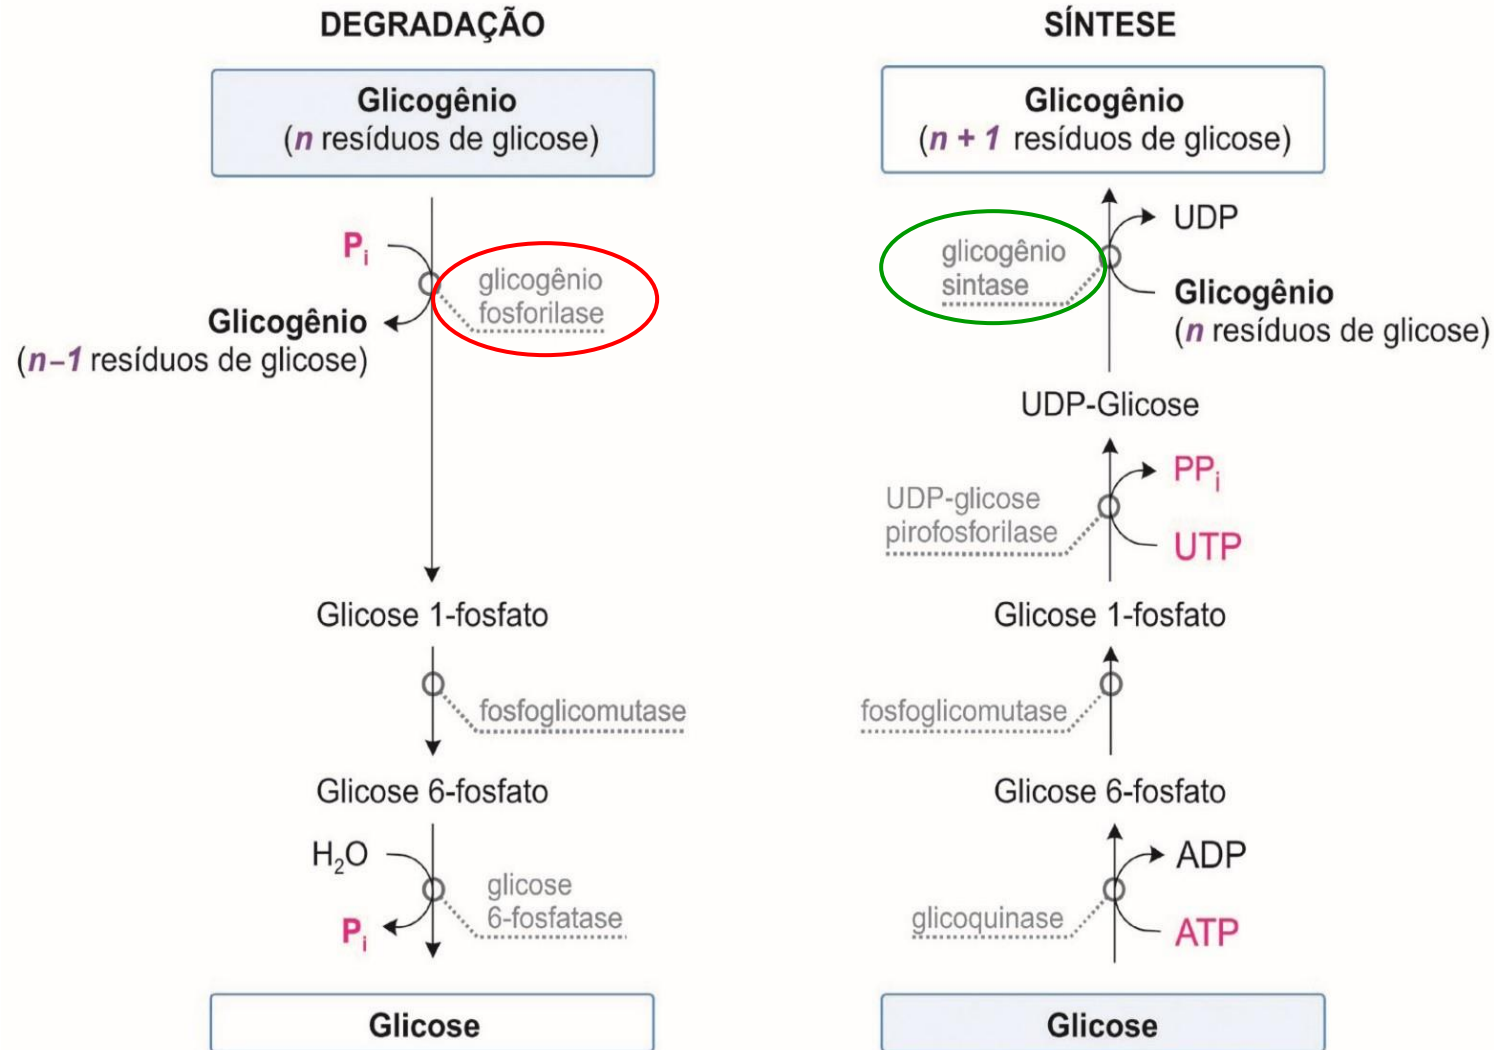 DEGRADAÇÃO
Glicogênio
(n resíduos de glicose)
Pi
glicogênio
fosforilase
Glicogênio
(n–1 resíduos de glicose)
Glicose 1-fosfato
fosfoglicomutase
Glicose 6-fosfato
H2O
glicose
6-fosfatase
Pi
Glicose
SÍNTESE
Glicogênio
(n + 1 resíduos de glicose)
UDP
glicogênio
sintase
Glicogênio
(n resíduos de glicose)
UDP-Glicose
PPi
UDP-glicose
pirofosforilase
UTP
Glicose 1-fosfato
fosfoglicomutase
Glicose 6-fosfato
ADP
glicoquinase
ATP
Glicose